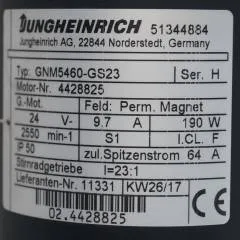 JUNGHEINRICH 51344884
Jungheinrich AG, 22844 Norderstedt, Germany
Typ: GNM5460-GS23 Ser. H
Motor-Nr. 4428825
G.-Mot. Feld: Perm. Magnet
24 V- 9.7 A 190 W
2550 min-1 S1 I.CL. F
IP 50 zul.Spitzenstrom 64 A
Stirnradgetriebe I=23:1
Lieferanten-Nr. 11331 KW26/17
02.4428825